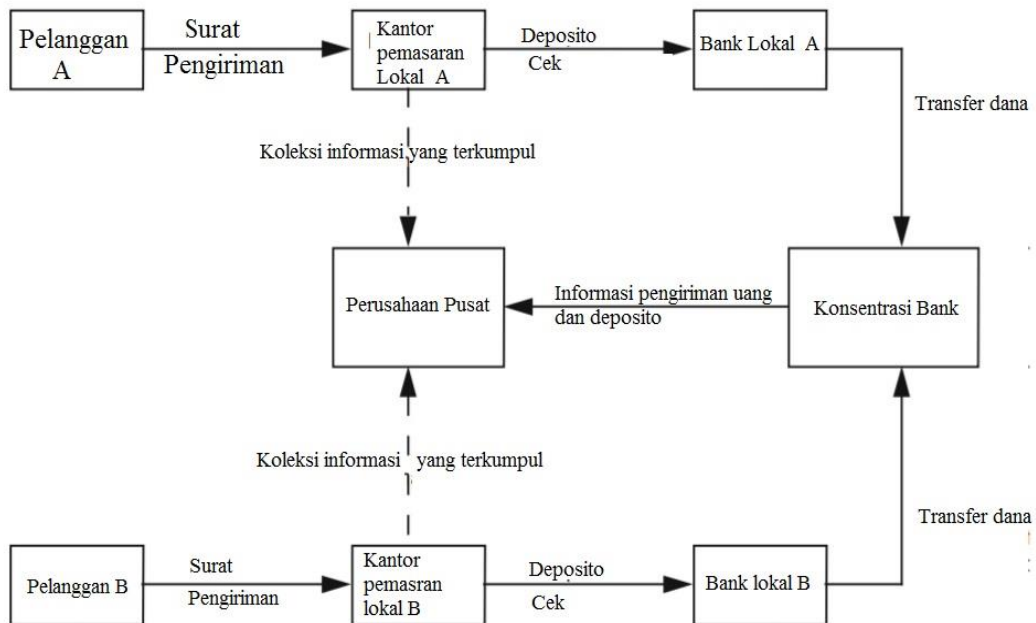 Pelanggan
A
Surat
Pengiriman
Kantor
pemasaran
Lokal A
Deposito
Cek
Bank Lokal A
Transfer dana
Koleksi informasi yang terkumpul
Perusahaan Pusat
Informasi pengiriman uang
dan deposito
Konsentrasi Bank
Koleksi informasi yang terkumpul
Transfer dana
Pelanggan B
Surat
Pengiriman
Kantor
pemasran
lokal B
Deposito
Cek
Bank lokal B